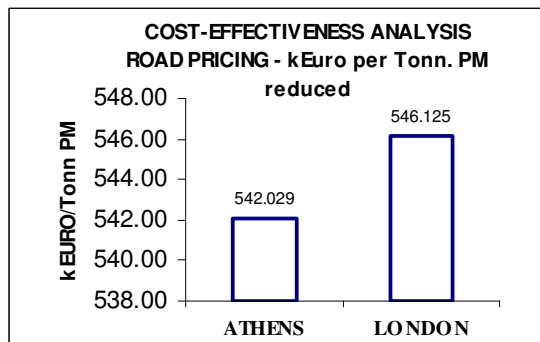 COST-EFFECTIVENESS ANALYSIS
ROAD PRICING - kEuro per Tonn. PM
reduced
kEURO/Tonn PM
548.00
546.00
544.00
542.00
540.00
538.00
542.029
546.125
ATHENS
LONDON